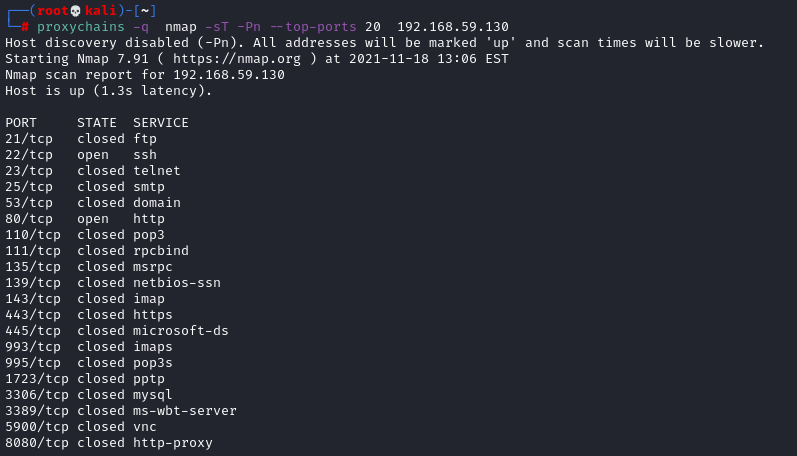 ┌──(root💀kali)-[~]
└─# proxychains -q  nmap -sT -Pn --top-ports 20  192.168.59.130
Host discovery disabled (-Pn). All addresses will be marked 'up' and scan times will be slower.
Starting Nmap 7.91 ( https://nmap.org ) at 2021-11-18 13:06 EST
Nmap scan report for 192.168.59.130
Host is up (1.3s latency).

PORT     STATE  SERVICE
21/tcp   closed ftp
22/tcp   open   ssh
23/tcp   closed telnet
25/tcp   closed smtp
53/tcp   closed domain
80/tcp   open   http
110/tcp  closed pop3
111/tcp  closed rpcbind
135/tcp  closed msrpc
139/tcp  closed netbios-ssn
143/tcp  closed imap
443/tcp  closed https
445/tcp  closed microsoft-ds
993/tcp  closed imaps
995/tcp  closed pop3s
1723/tcp closed pptp
3306/tcp closed mysql
3389/tcp closed ms-wbt-server
5900/tcp closed vnc
8080/tcp closed http-proxy